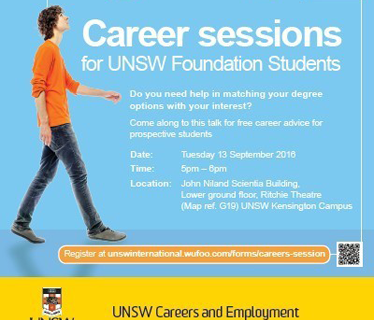 Career sessions
for UNSW Foundation Students
Do you need help in matching your degree
options with your interest?
Come along to this talk for free career advice for
prospective students
Date: Tuesday 13 September 2016
Time: 5pm – 6pm
Location: John Niland Scientia Building,
Lower ground floor, Ritchie Theatre
(Map ref. G19) UNSW Kensington Campus
Register at unswinternational.wufoo.com/forms/careers-session
UNSW
UNSW Careers and Employment